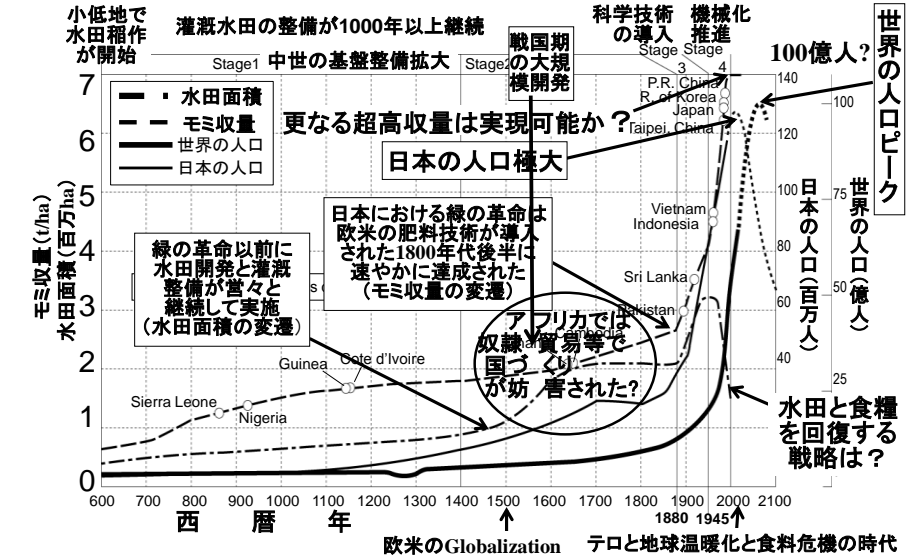 小低地で
水田稲作
が開始
灌漑水田の整備が1000年以上継続
戦国期
の大規
模開発
科学技術
の導入
機械化
推進
世界の人口ピーク
Stage1
中世の基盤整備拡大
Stage2
Stage
3
Stage
4
100億人?
水田面積
モミ収量
世界の人口
日本の人口
更なる超高収量は実現可能か？
日本の人口極大
P.R. China
R. of Korea
Japan
Taipei, China
Vietnam
Indonesia
Sri Lanka
Pakistan
Cambodia
緑の革命以前に
水田開発と灌漑
整備が営々と
継続して実施
（水田面積の変遷）
日本における緑の革命は
欧米の肥料技術が導入
された1800年代後半に
速やかに達成された
（モミ収量の変遷）
アフリカでは
奴隷 貿易等で
国づ くり
が妨 害された?
Guinea
Cote d'Ivoire
Sierra Leone
Nigeria
水田と食糧
を回復する
戦略は？
モミ収量(t/ha)
水田面積(百万ha)
7
6
5
4
3
2
1
0
日本の人口(百万人)
140
120
100
80
60
40
世界の人口(億人)
100
75
50
25
600 700 800 900 1000 1100 1200 1300 1400 1500 1600 1700 1800 1900 2000 2100
1880 1945
西 暦 年
欧米のGlobalization
テロと地球温暖化と食料危機の時代